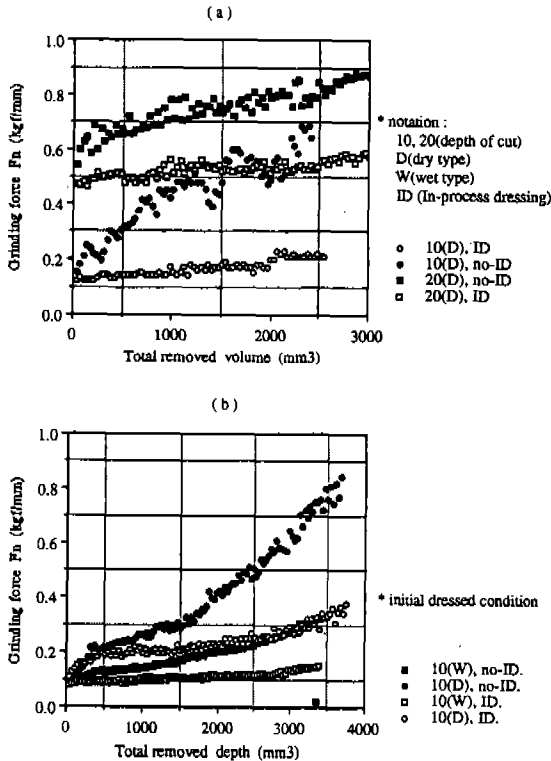 ( a )
Grinding force Fn (kgf/mm)
1.0
0.8
0.6
0.4
0.2
0.0
0 1000 2000 3000
Total removed volume (mm3)
* notation :
10, 20(depth of cut)
D(dry type)
W(wet type)
ID (In-process dressing)
10(D), ID
10(D), no-ID
20(D), no-ID
20(D), ID
( b )
Grinding force Fn (kgf/mm)
1.0
0.8
0.6
0.4
0.2
0.0
0 1000 2000 3000 4000
Total removed depth (mm3)
* initial dressed condition
10(W), no-ID.
10(D), no-ID.
10(W), ID.
10(D), ID.